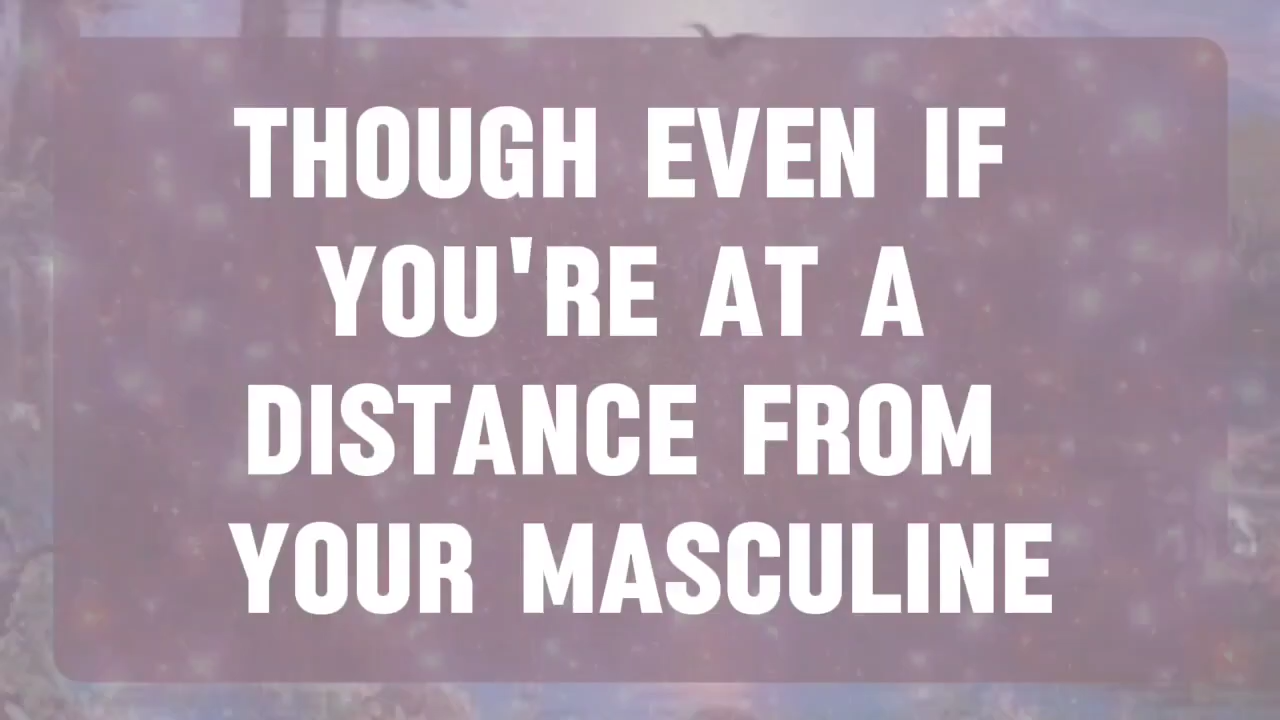 THOUGH EVEN IF
YOU'RE AT A
DISTANCE FROM
YOUR MASCULINE